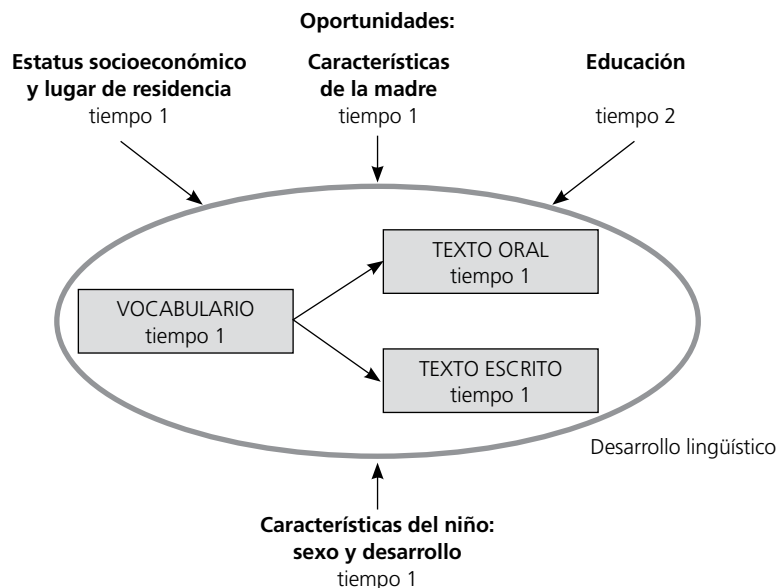 Oportunidades:
Estatus socioeconómico
y lugar de residencia
tiempo 1
Características
de la madre
tiempo 1
Educación
tiempo 2
TEXTO ORAL
tiempo 1
VOCABULARIO
tiempo 1
TEXTO ESCRITO
tiempo 1
Desarrollo lingüístico
Características del niño:
sexo y desarrollo
tiempo 1